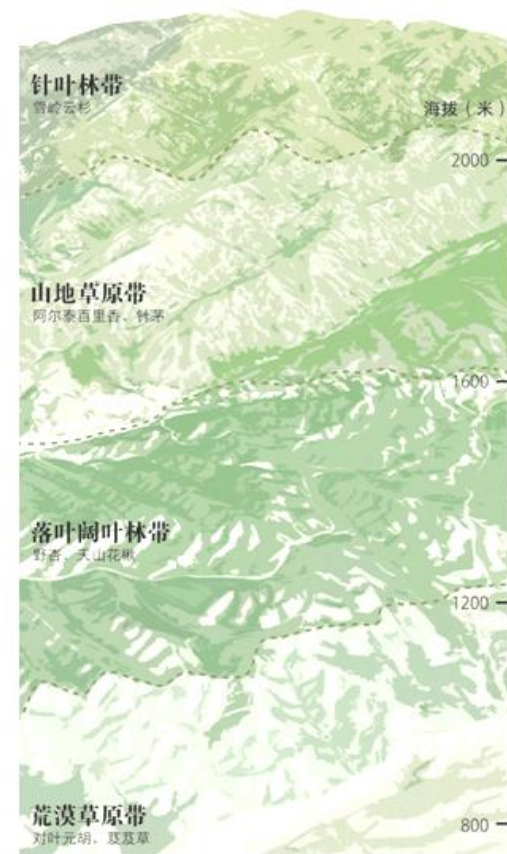 针叶林带
雪岭云杉
海拔（米）
2000
山地草原带
阿尔泰百里香、针茅
1600
落叶阔叶林带
野杏、天山花楸
1200
荒漠草原带
对叶元胡、芨芨草
800